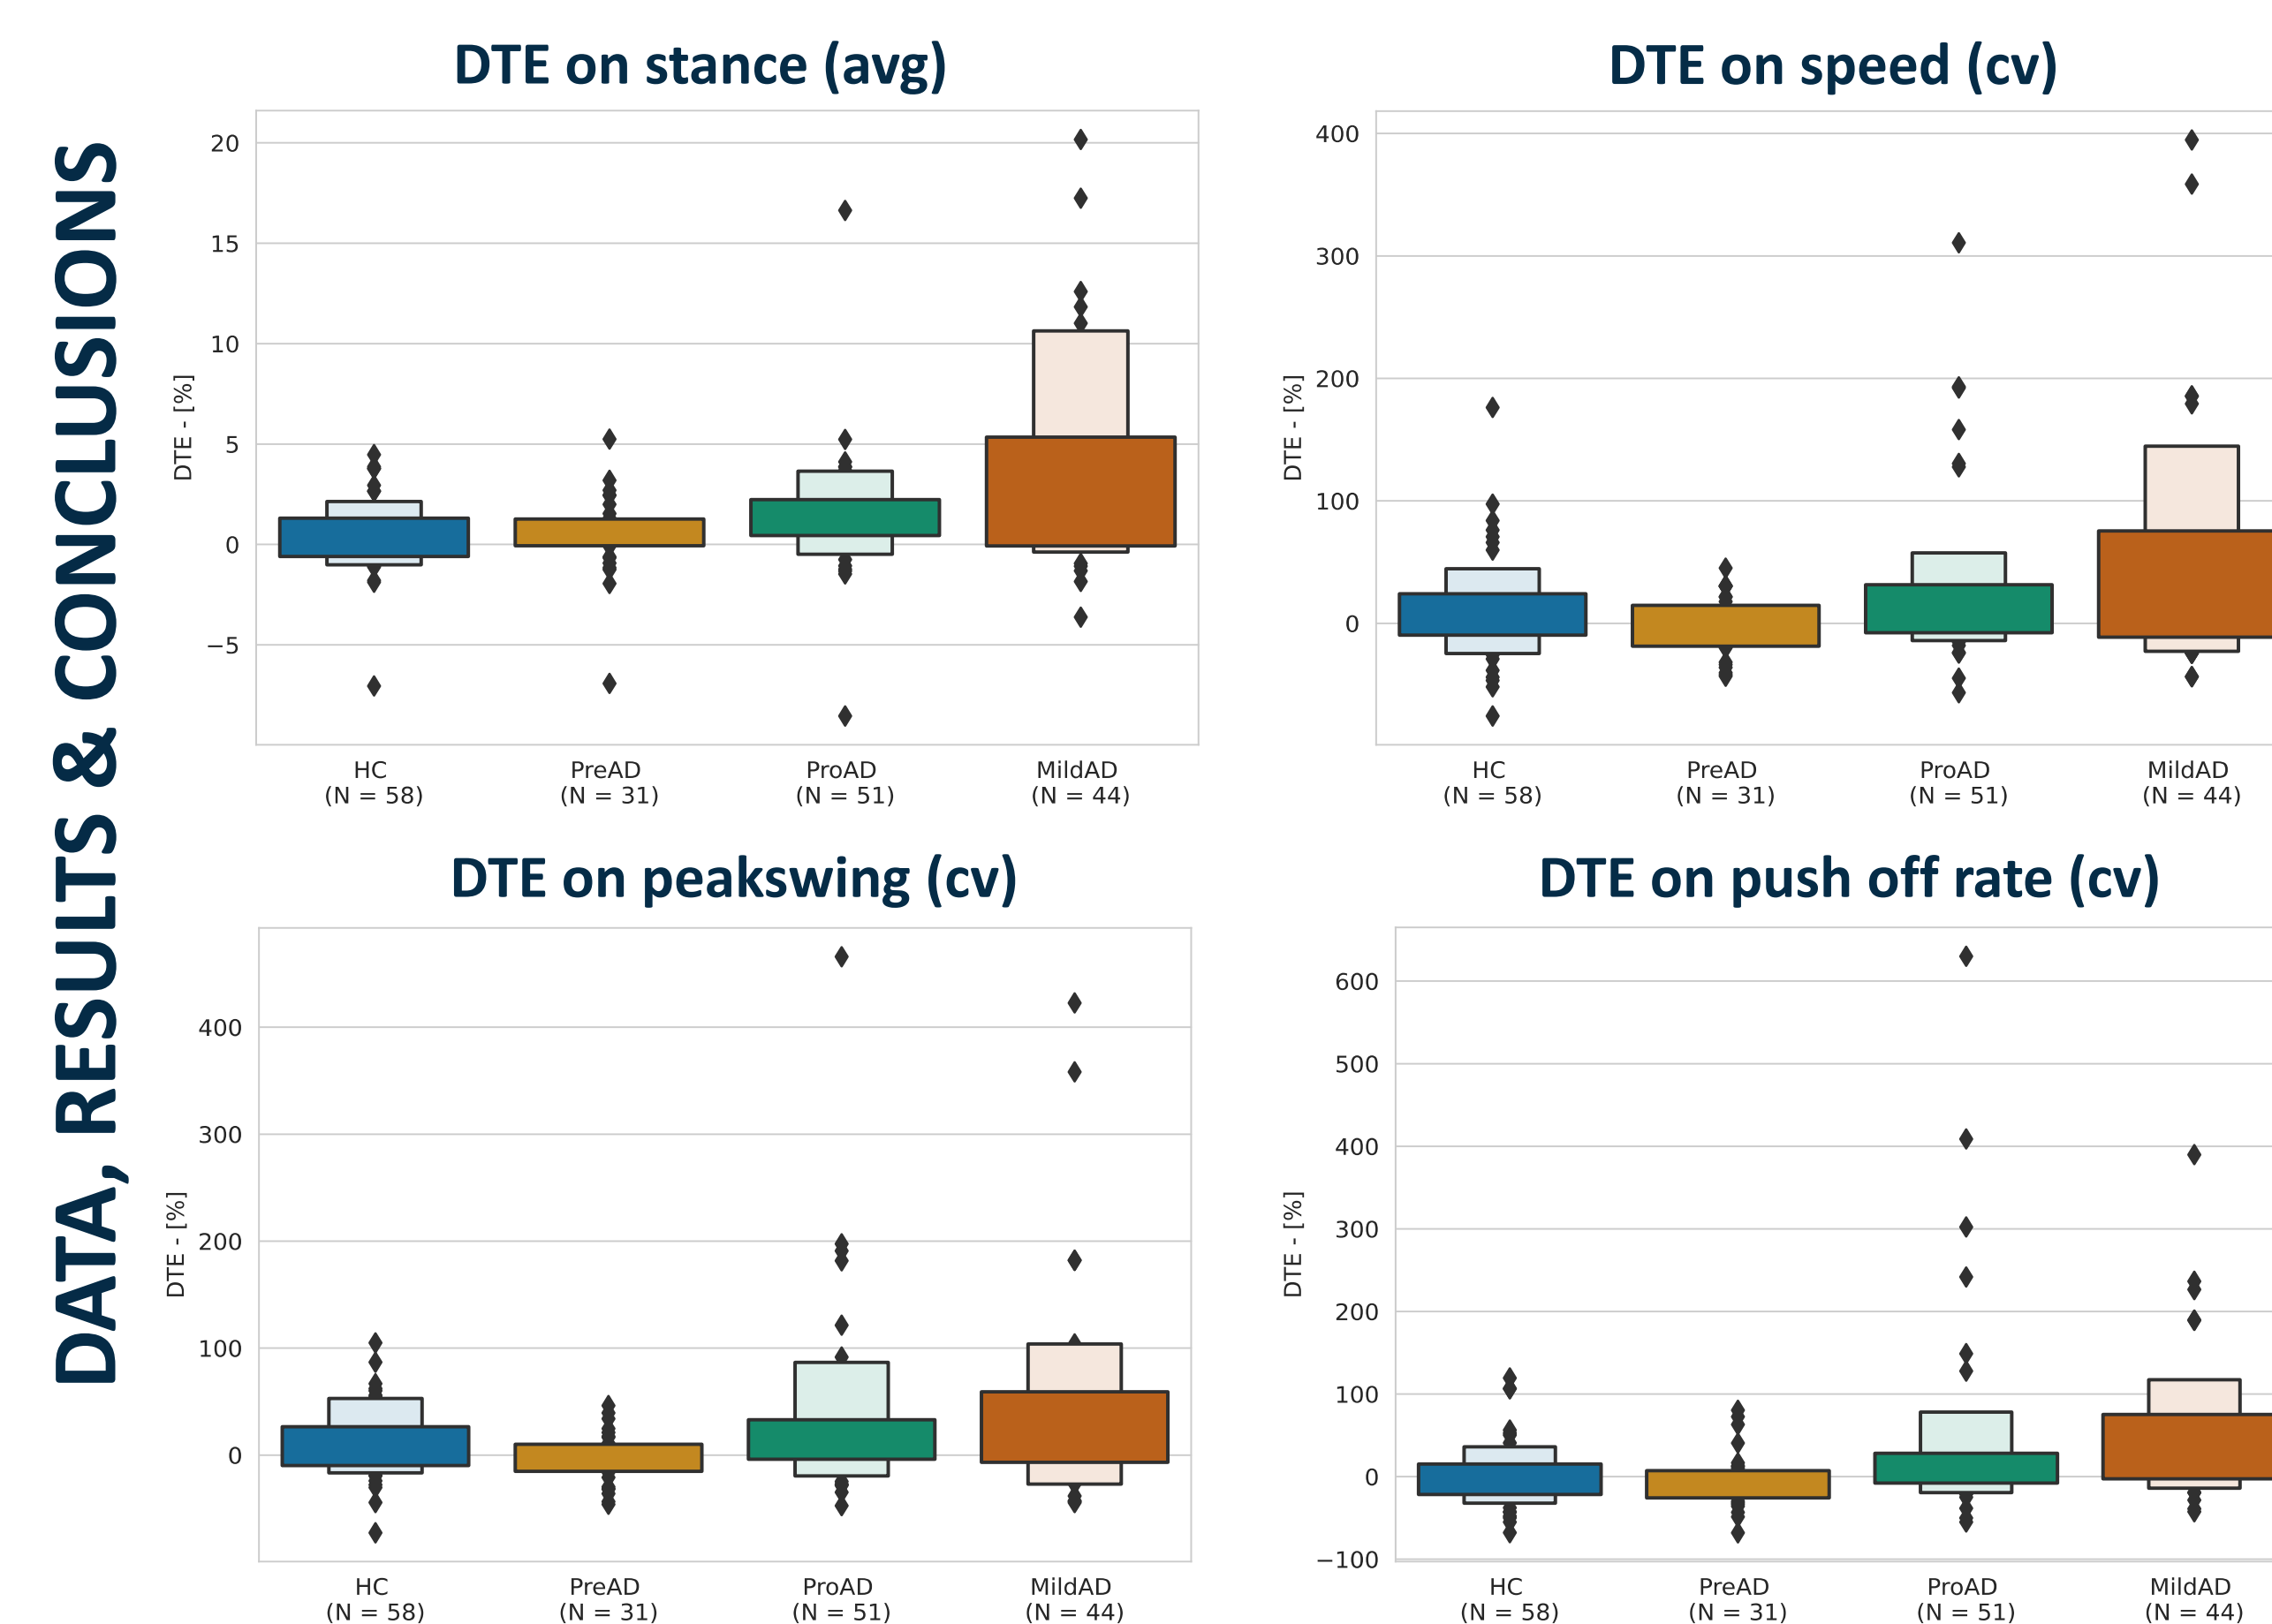 DATA, RESULTS & CONCLUSIONS
DTE on stance (avg)
20
15
10
5
0
−5
DTE - [%]
HC
(N = 58)
PreAD
(N = 31)
ProAD
(N = 51)
MildAD
(N = 44)
DTE on speed (cv)
400
300
200
100
0
DTE - [%]
HC
(N = 58)
PreAD
(N = 31)
ProAD
(N = 51)
MildAD
(N = 44)
DTE on peakswing (cv)
400
300
200
100
0
DTE - [%]
HC
(N = 58)
PreAD
(N = 31)
ProAD
(N = 51)
MildAD
(N = 44)
DTE on push off rate (cv)
600
500
400
300
200
100
0
−100
DTE - [%]
HC
(N = 58)
PreAD
(N = 31)
ProAD
(N = 51)
MildAD
(N = 44)